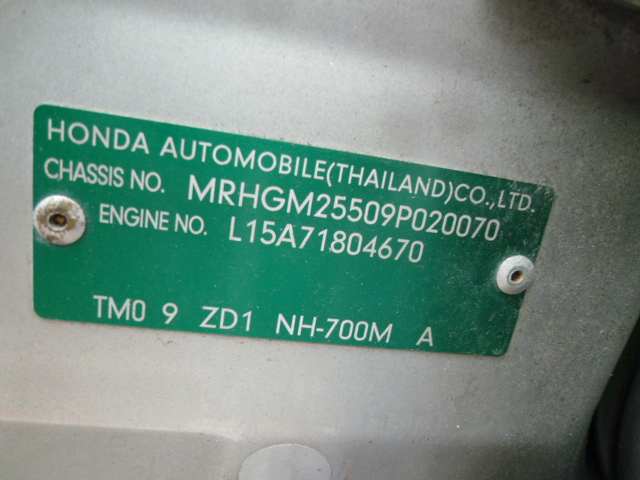 HONDA AUTOMOBILE(THAILAND)CO.,LTD.
CHASSIS NO. MRHGM25509P020070
ENGINE NO. L15A71804670
TM0 9 ZD1 NH-700M A